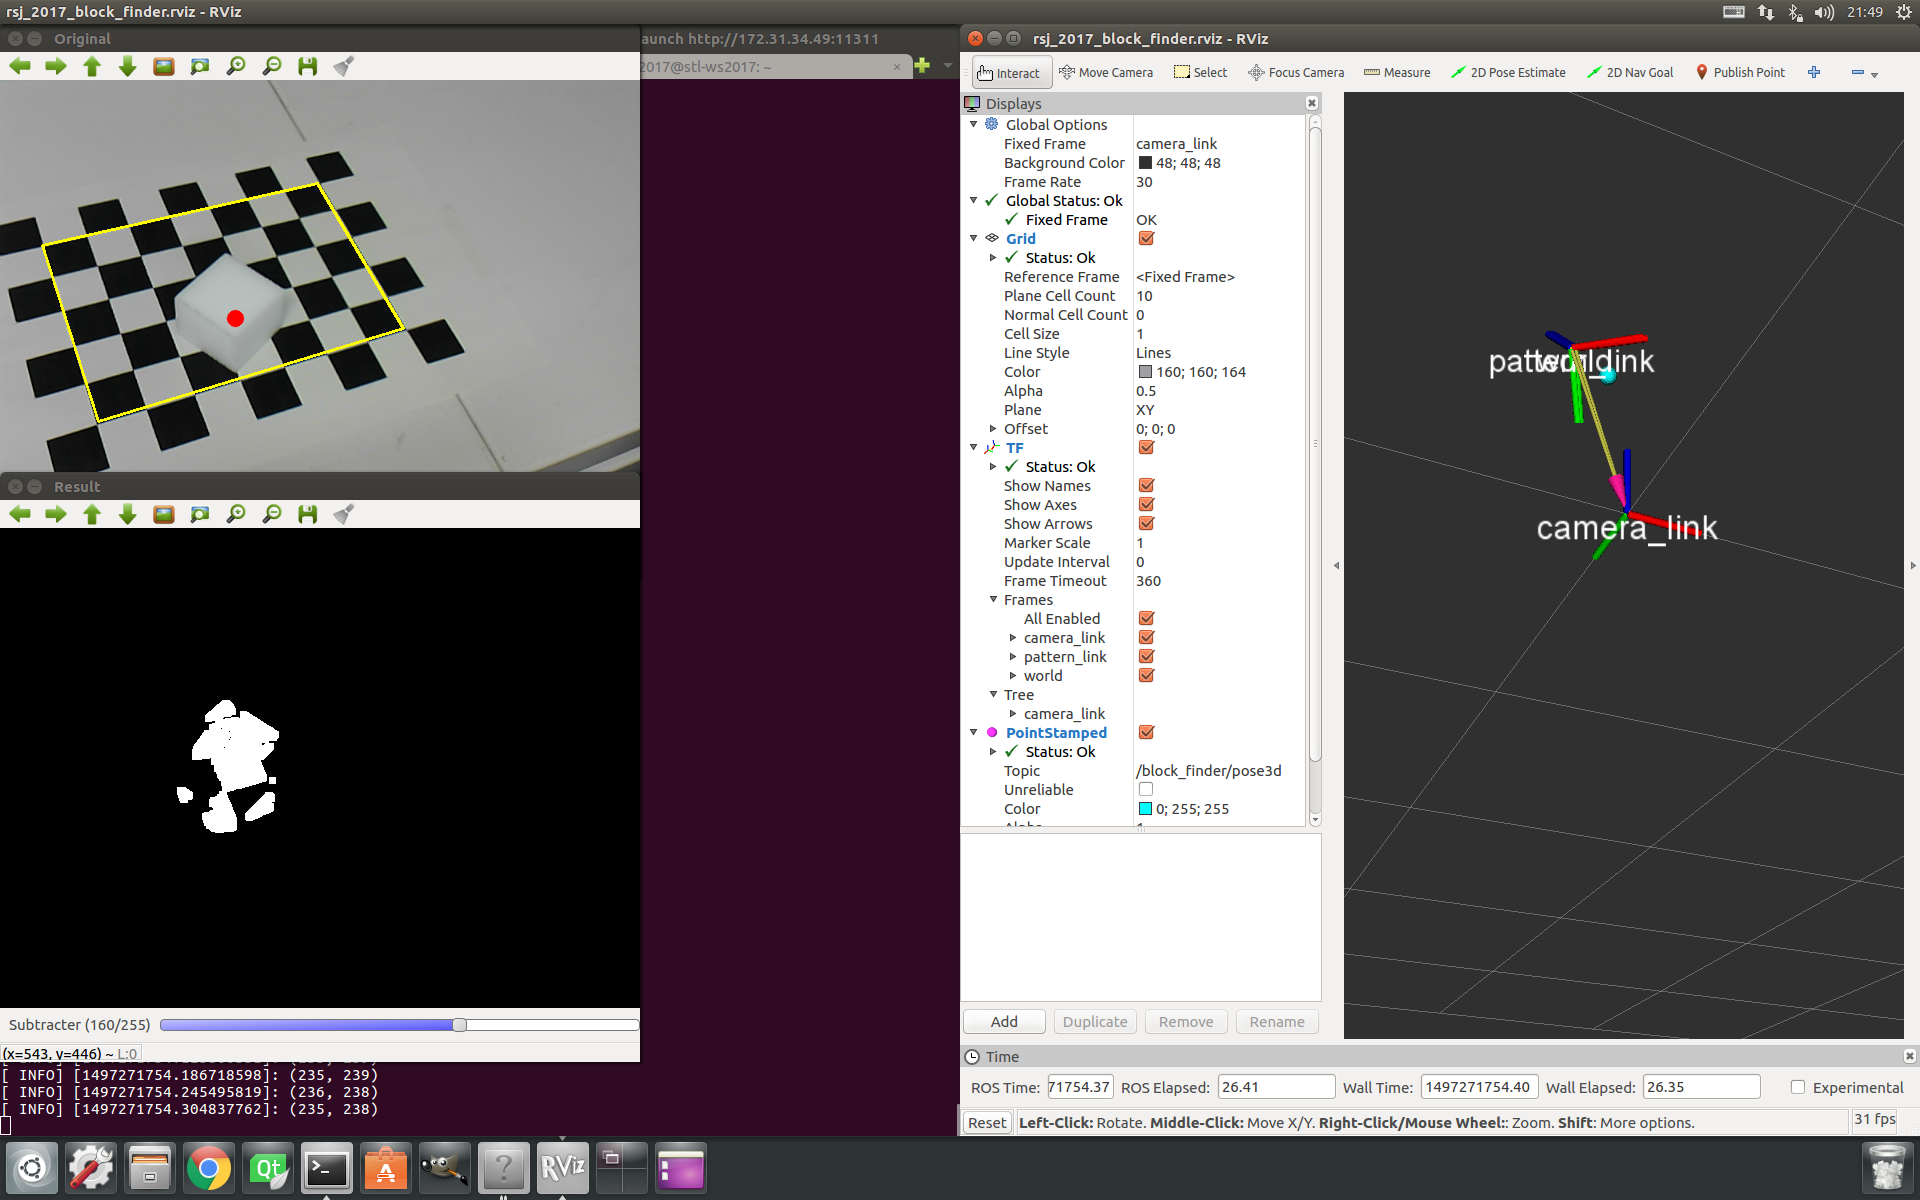 rsj_2017_block_finder.rviz - RViz
21:49
Original
aunch http://172.31.34.49:11311
2017@stl-ws2017: ~
Result
Subtracter (160/255)
(x=543, y=446) ~ L:0
[ INFO] [1497271754.186718598]: (235, 239)
[ INFO] [1497271754.245495819]: (236, 238)
[ INFO] [1497271754.304837762]: (235, 238)
rsj_2017_block_finder.rviz - RViz
Interact Move Camera Select Focus Camera Measure 2D Pose Estimate 2D Nav Goal Publish Point
Displays
Global Options
Fixed Frame camera_link
Background Color 48; 48; 48
Frame Rate 30
Global Status: Ok
Fixed Frame OK
Grid
Status: Ok
Reference Frame <Fixed Frame>
Plane Cell Count 10
Normal Cell Count 0
Cell Size 1
Line Style Lines
Color 160; 160; 164
Alpha 0.5
Plane XY
Offset 0; 0; 0
TF
Status: Ok
Show Names
Show Axes
Show Arrows
Marker Scale 1
Update Interval 0
Frame Timeout 360
Frames
All Enabled
camera_link
pattern_link
world
Tree
camera_link
PointStamped
Status: Ok
Topic /block_finder/pose3d
Unreliable
Color 0; 255; 255
Alpha 1
Add Duplicate Remove Rename
pattern_link
world
camera_link
Time
ROS Time: 71754.37 ROS Elapsed: 26.41 Wall Time: 1497271754.40 Wall Elapsed: 26.35 Experimental
Reset Left-Click: Rotate. Middle-Click: Move X/Y. Right-Click/Mouse Wheel:: Zoom. Shift: More options. 31 fps
Qt
RViz